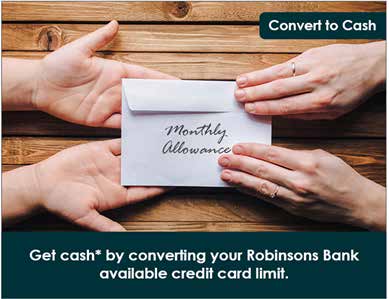 Convert to Cash
Monthly
Allowance
Get cash* by converting your Robinsons Bank
available credit card limit.